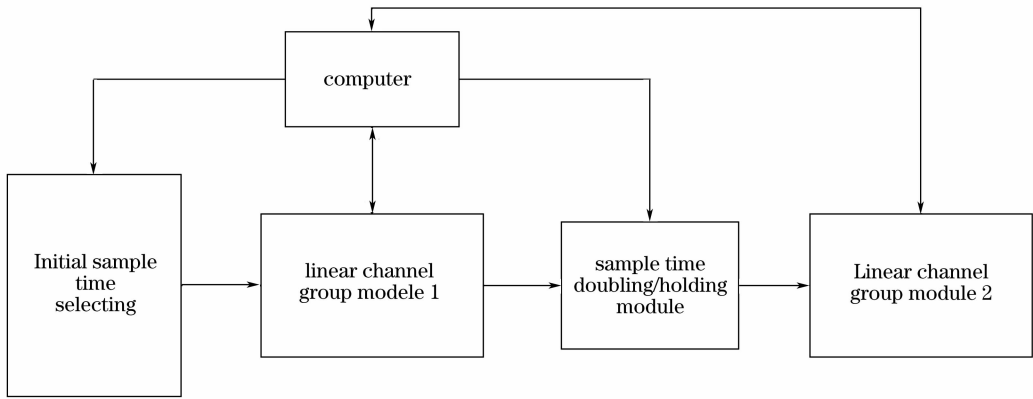 computer
Initial sample
time
selecting
linear channel
group modele 1
sample time
doubling/holding
module
Linear channel
group module 2